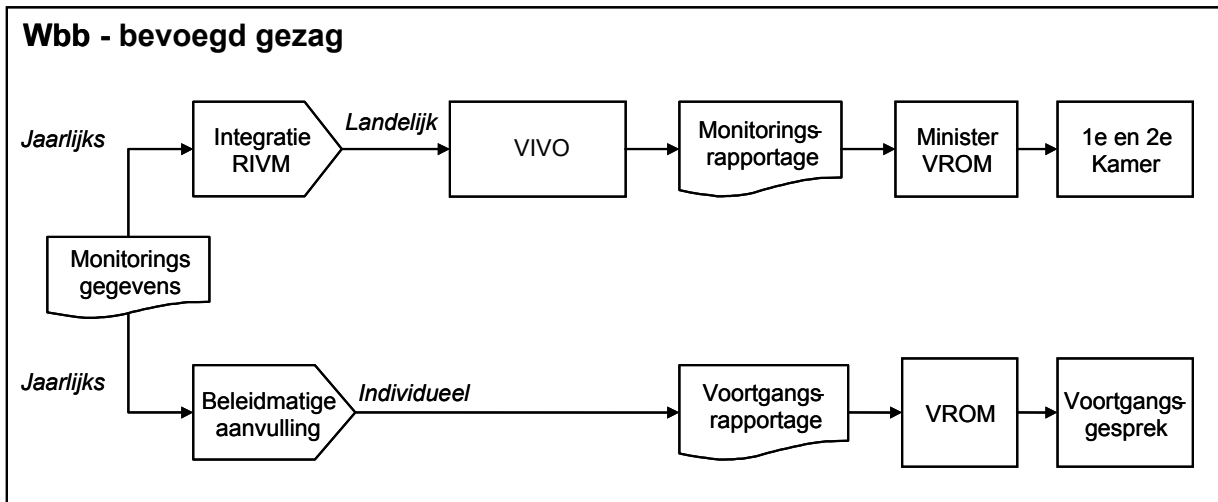 Wbb - bevoegd gezag
Jaarlijks
Integratie
RIVM
Landelijk
VIVO
Monitorings-
rapportage
Minister
VROM
1e en 2e
Kamer
Monitorings
gegevens
Jaarlijks
Beleidmatige
aanvulling
Individueel
Voortgangs-
rapportage
VROM
Voortgangs-
gesprek